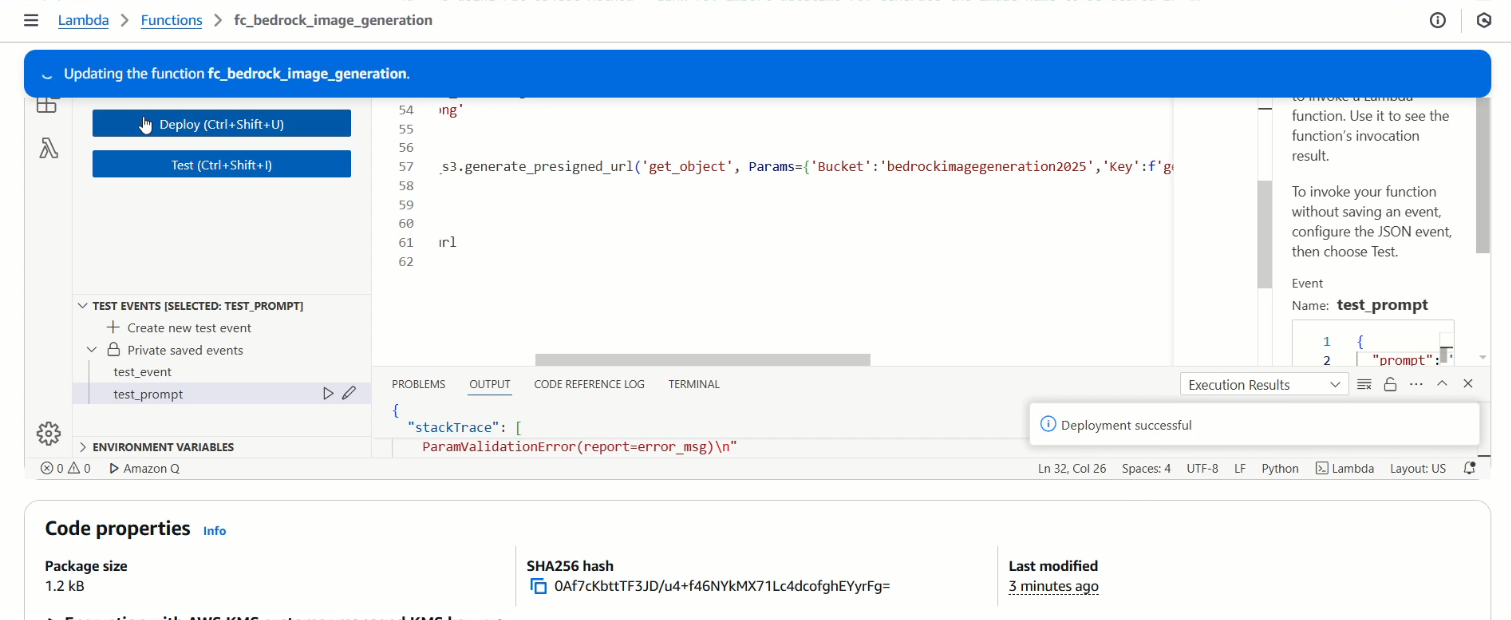 Lambda > Functions > fc_bedrock_image_generation
Updating the function fc_bedrock_image_generation.
Deploy (Ctrl+Shift+U)
Test (Ctrl+Shift+I)
TEST EVENTS [SELECTED: TEST_PROMPT]
Create new test event
Private saved events
test_event
test_prompt
ENVIRONMENT VARIABLES
54 ng'
55
56
57 _s3.generate_presigned_url('get_object', Params={'Bucket':'bedrockimagegeneration2025','Key':f'ge
58
59
60
61 rl
62
to invoke a Lambda
function. Use it to see the
function's invocation
result.
To invoke your function
without saving an event,
configure the JSON event,
then choose Test.
Event
Name: test_prompt
1 {
2 "prompt": "
PROBLEMS OUTPUT CODE REFERENCE LOG TERMINAL
Execution Results
{
"stackTrace": [
ParamValidationError(report=error_msg)\n"
Deployment successful
0 0 Amazon Q
Ln 32, Col 26 Spaces: 4 UTF-8 LF Python Lambda Layout: US
Code properties Info
Package size
1.2 kB
SHA256 hash
0Af7cKbttTF3JD/u4+f46NYkMX71Lc4dcofghEYyrFg=
Last modified
3 minutes ago